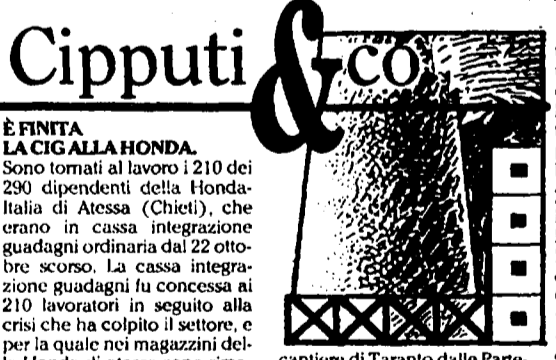 Cipputi & co
È FINITA
LA CIG ALLA HONDA.
Sono tornati al lavoro i 210 dei
290 dipendenti della Honda-
Italia di Atessa (Chieti), che
erano in cassa integrazione
guadagni ordinaria dal 22 otto-
bre scorso. La cassa integra-
zione guadagni fu concessa ai
210 lavoratori in seguito alla
crisi che ha colpito il settore, e
per la quale nei magazzini del-
cantiere di Taranto dalle Parte-